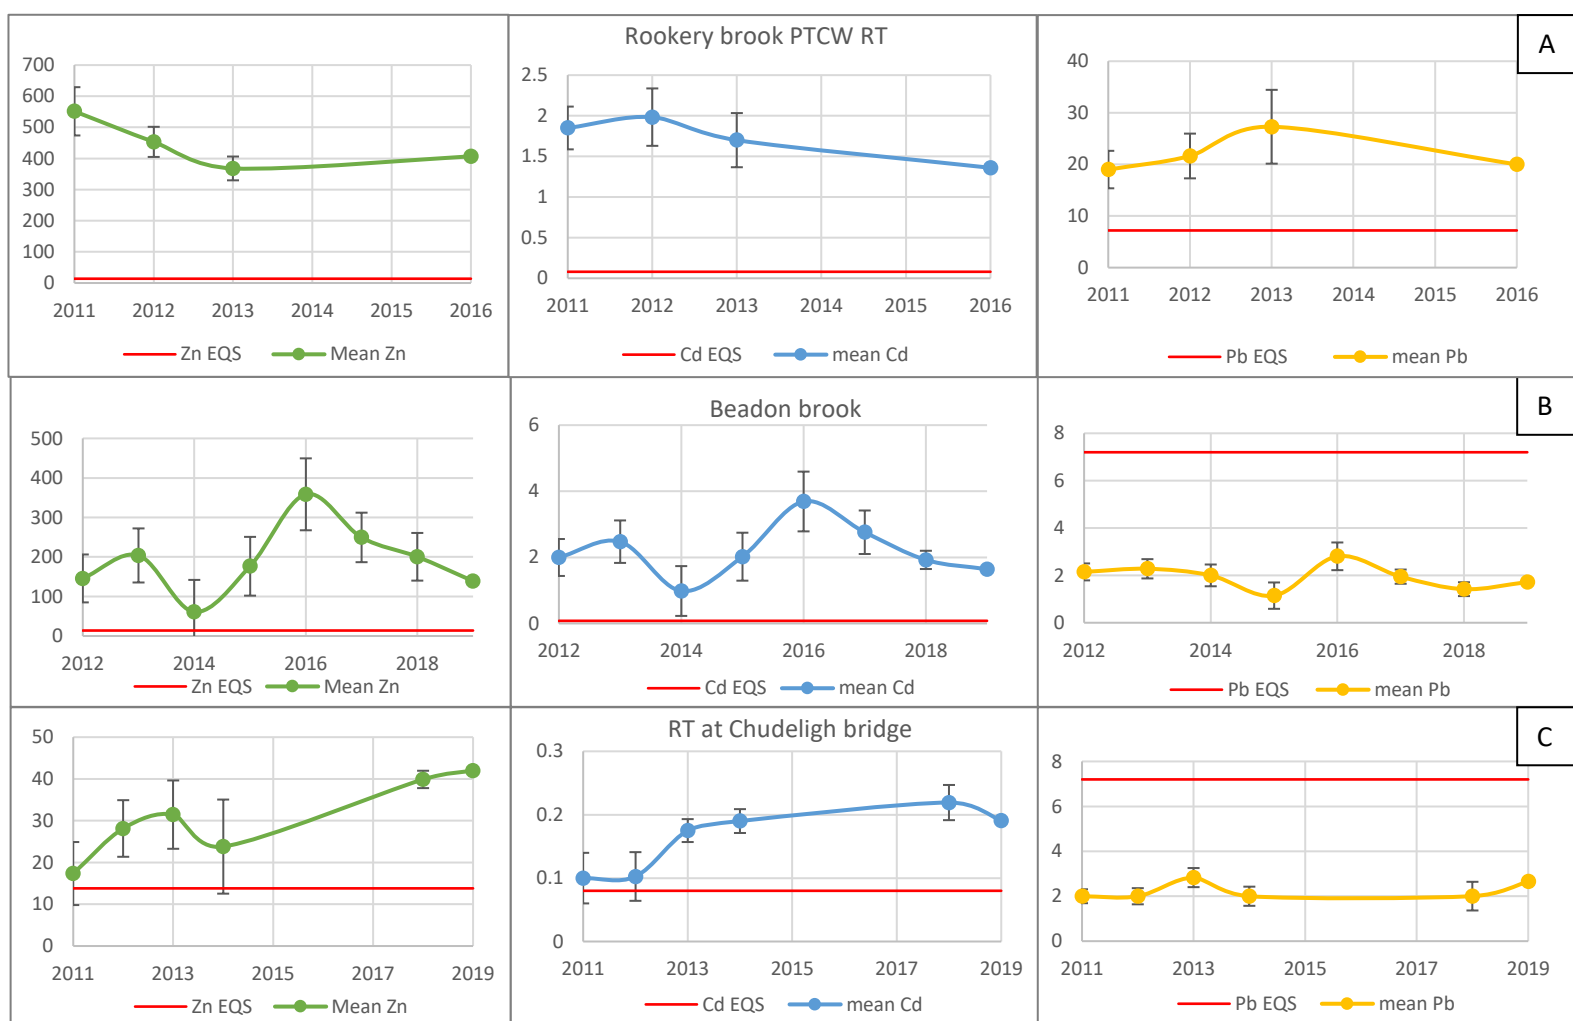 Rookery brook PTCW RT
A
700
600
500
400
300
200
100
0
2011 2012 2013 2014 2015 2016
Zn EQS Mean Zn
2.5
2
1.5
1
0.5
0
2011 2012 2013 2014 2015 2016
Cd EQS mean Cd
40
30
20
10
0
2011 2012 2013 2014 2015 2016
Pb EQS mean Pb
Beadon brook
B
500
400
300
200
100
0
2012 2014 2016 2018
Zn EQS Mean Zn
6
4
2
0
2012 2014 2016 2018
Cd EQS mean Cd
8
6
4
2
0
2012 2014 2016 2018
Pb EQS mean Pb
RT at Chudeligh bridge
C
50
40
30
20
10
0
2011 2013 2015 2017 2019
Zn EQS Mean Zn
0.3
0.2
0.1
0
2011 2013 2015 2017 2019
Cd EQS mean Cd
8
6
4
2
0
2011 2013 2015 2017 2019
Pb EQS mean Pb